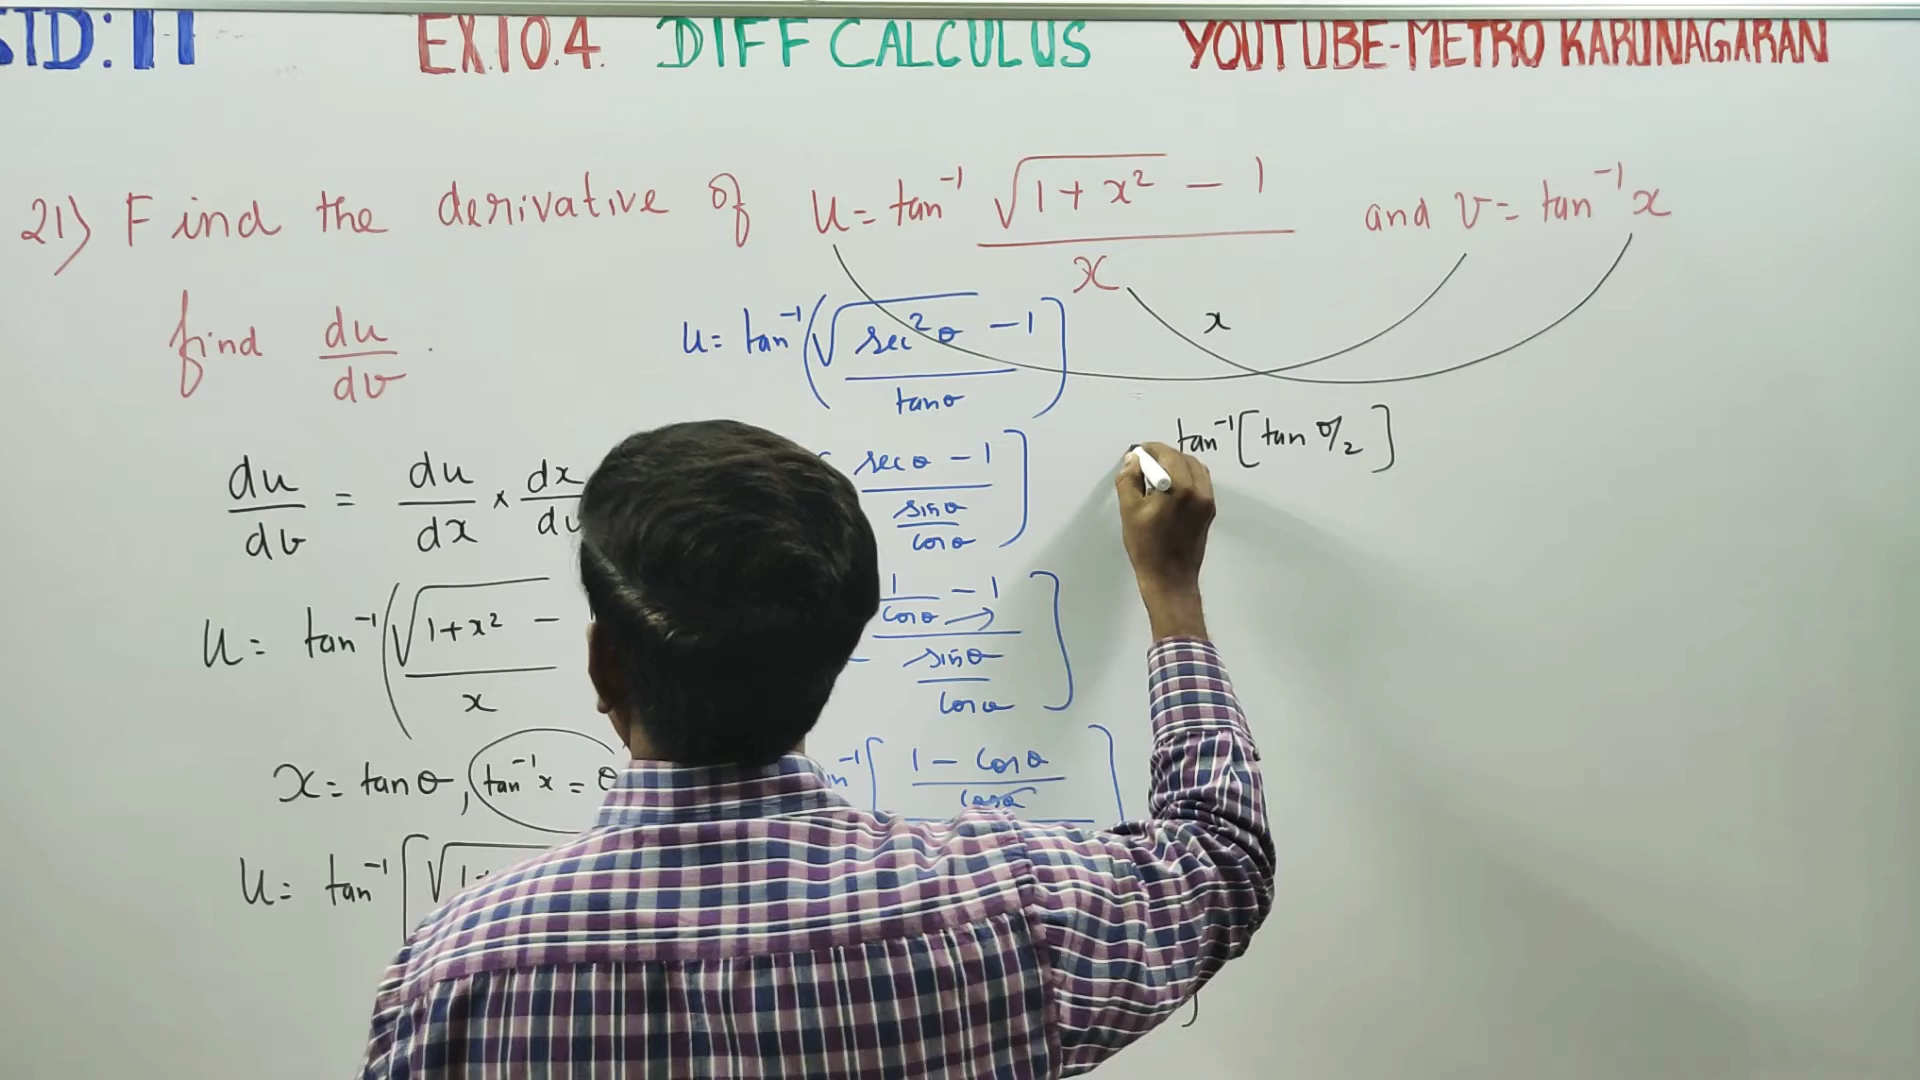 STD: 11 EX.10.4. DIFF CALCULUS YOUTUBE-METRO KARUNAGARAN
21) Find the derivative of u = tan⁻¹ (√(1+x²) − 1)/x and v = tan⁻¹ x
find du/dv.
du/dv = du/dx × dx/dv
u = tan⁻¹(√(1+x²) −
x
x = tanθ, tan⁻¹x = θ
u = tan⁻¹[√1+
u = tan⁻¹(√sec²θ − 1 / tanθ)
secθ − 1
sinθ
cosθ
1/cosθ − 1
sinθ
cosθ
1 − cosθ
cosθ
x
tan⁻¹[tan θ/2]